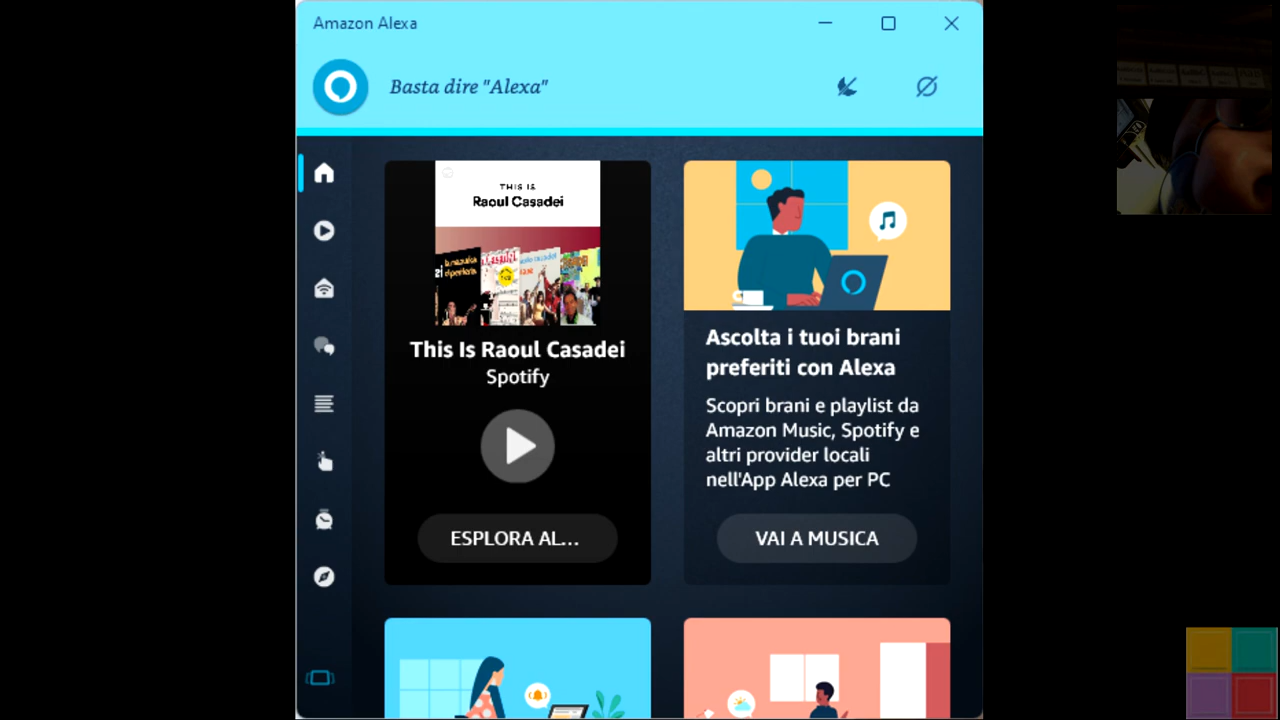 Amazon Alexa
Basta dire "Alexa"
THIS IS
Raoul Casadei
This Is Raoul Casadei
Spotify
ESPLORA AL...
Ascolta i tuoi brani
preferiti con Alexa
Scopri brani e playlist da
Amazon Music, Spotify e
altri provider locali
nell'App Alexa per PC
VAI A MUSICA